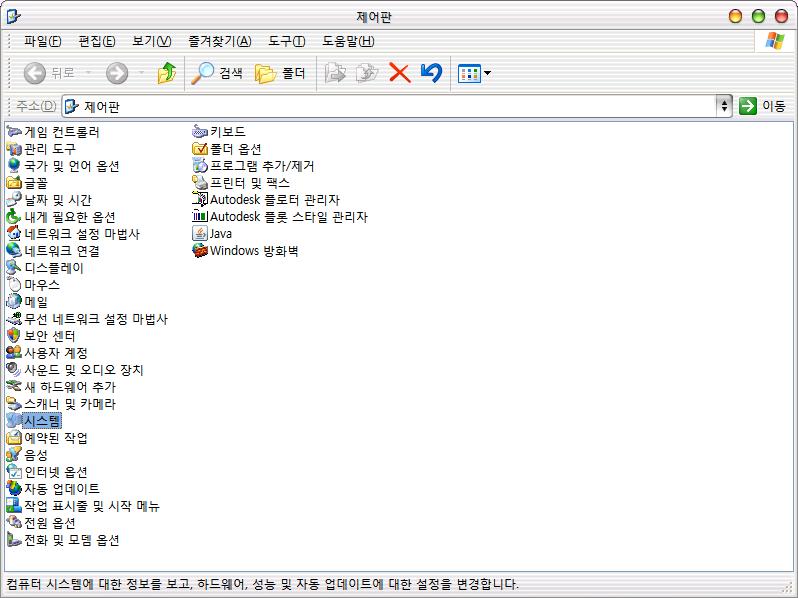 제어판
파일(F) 편집(E) 보기(V) 즐겨찾기(A) 도구(T) 도움말(H)
뒤로 검색 폴더
주소(D) 제어판 이동
게임 컨트롤러
관리 도구
국가 및 언어 옵션
글꼴
날짜 및 시간
내게 필요한 옵션
네트워크 설정 마법사
네트워크 연결
디스플레이
마우스
메일
무선 네트워크 설정 마법사
보안 센터
사용자 계정
사운드 및 오디오 장치
새 하드웨어 추가
스캐너 및 카메라
시스템
예약된 작업
음성
인터넷 옵션
자동 업데이트
작업 표시줄 및 시작 메뉴
전원 옵션
전화 및 모뎀 옵션
키보드
폴더 옵션
프로그램 추가/제거
프린터 및 팩스
Autodesk 플로터 관리자
Autodesk 플롯 스타일 관리자
Java
Windows 방화벽
컴퓨터 시스템에 대한 정보를 보고, 하드웨어, 성능 및 자동 업데이트에 대한 설정을 변경합니다.